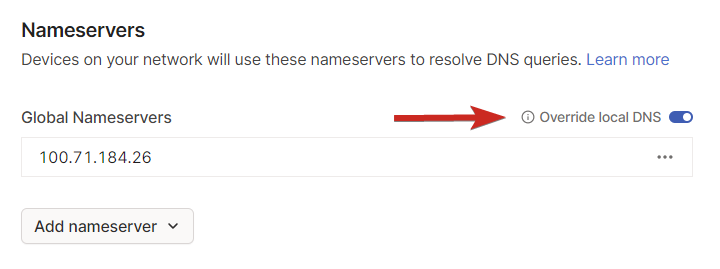 Nameservers
Devices on your network will use these nameservers to resolve DNS queries. Learn more
Global Nameservers
Override local DNS
100.71.184.26
Add nameserver